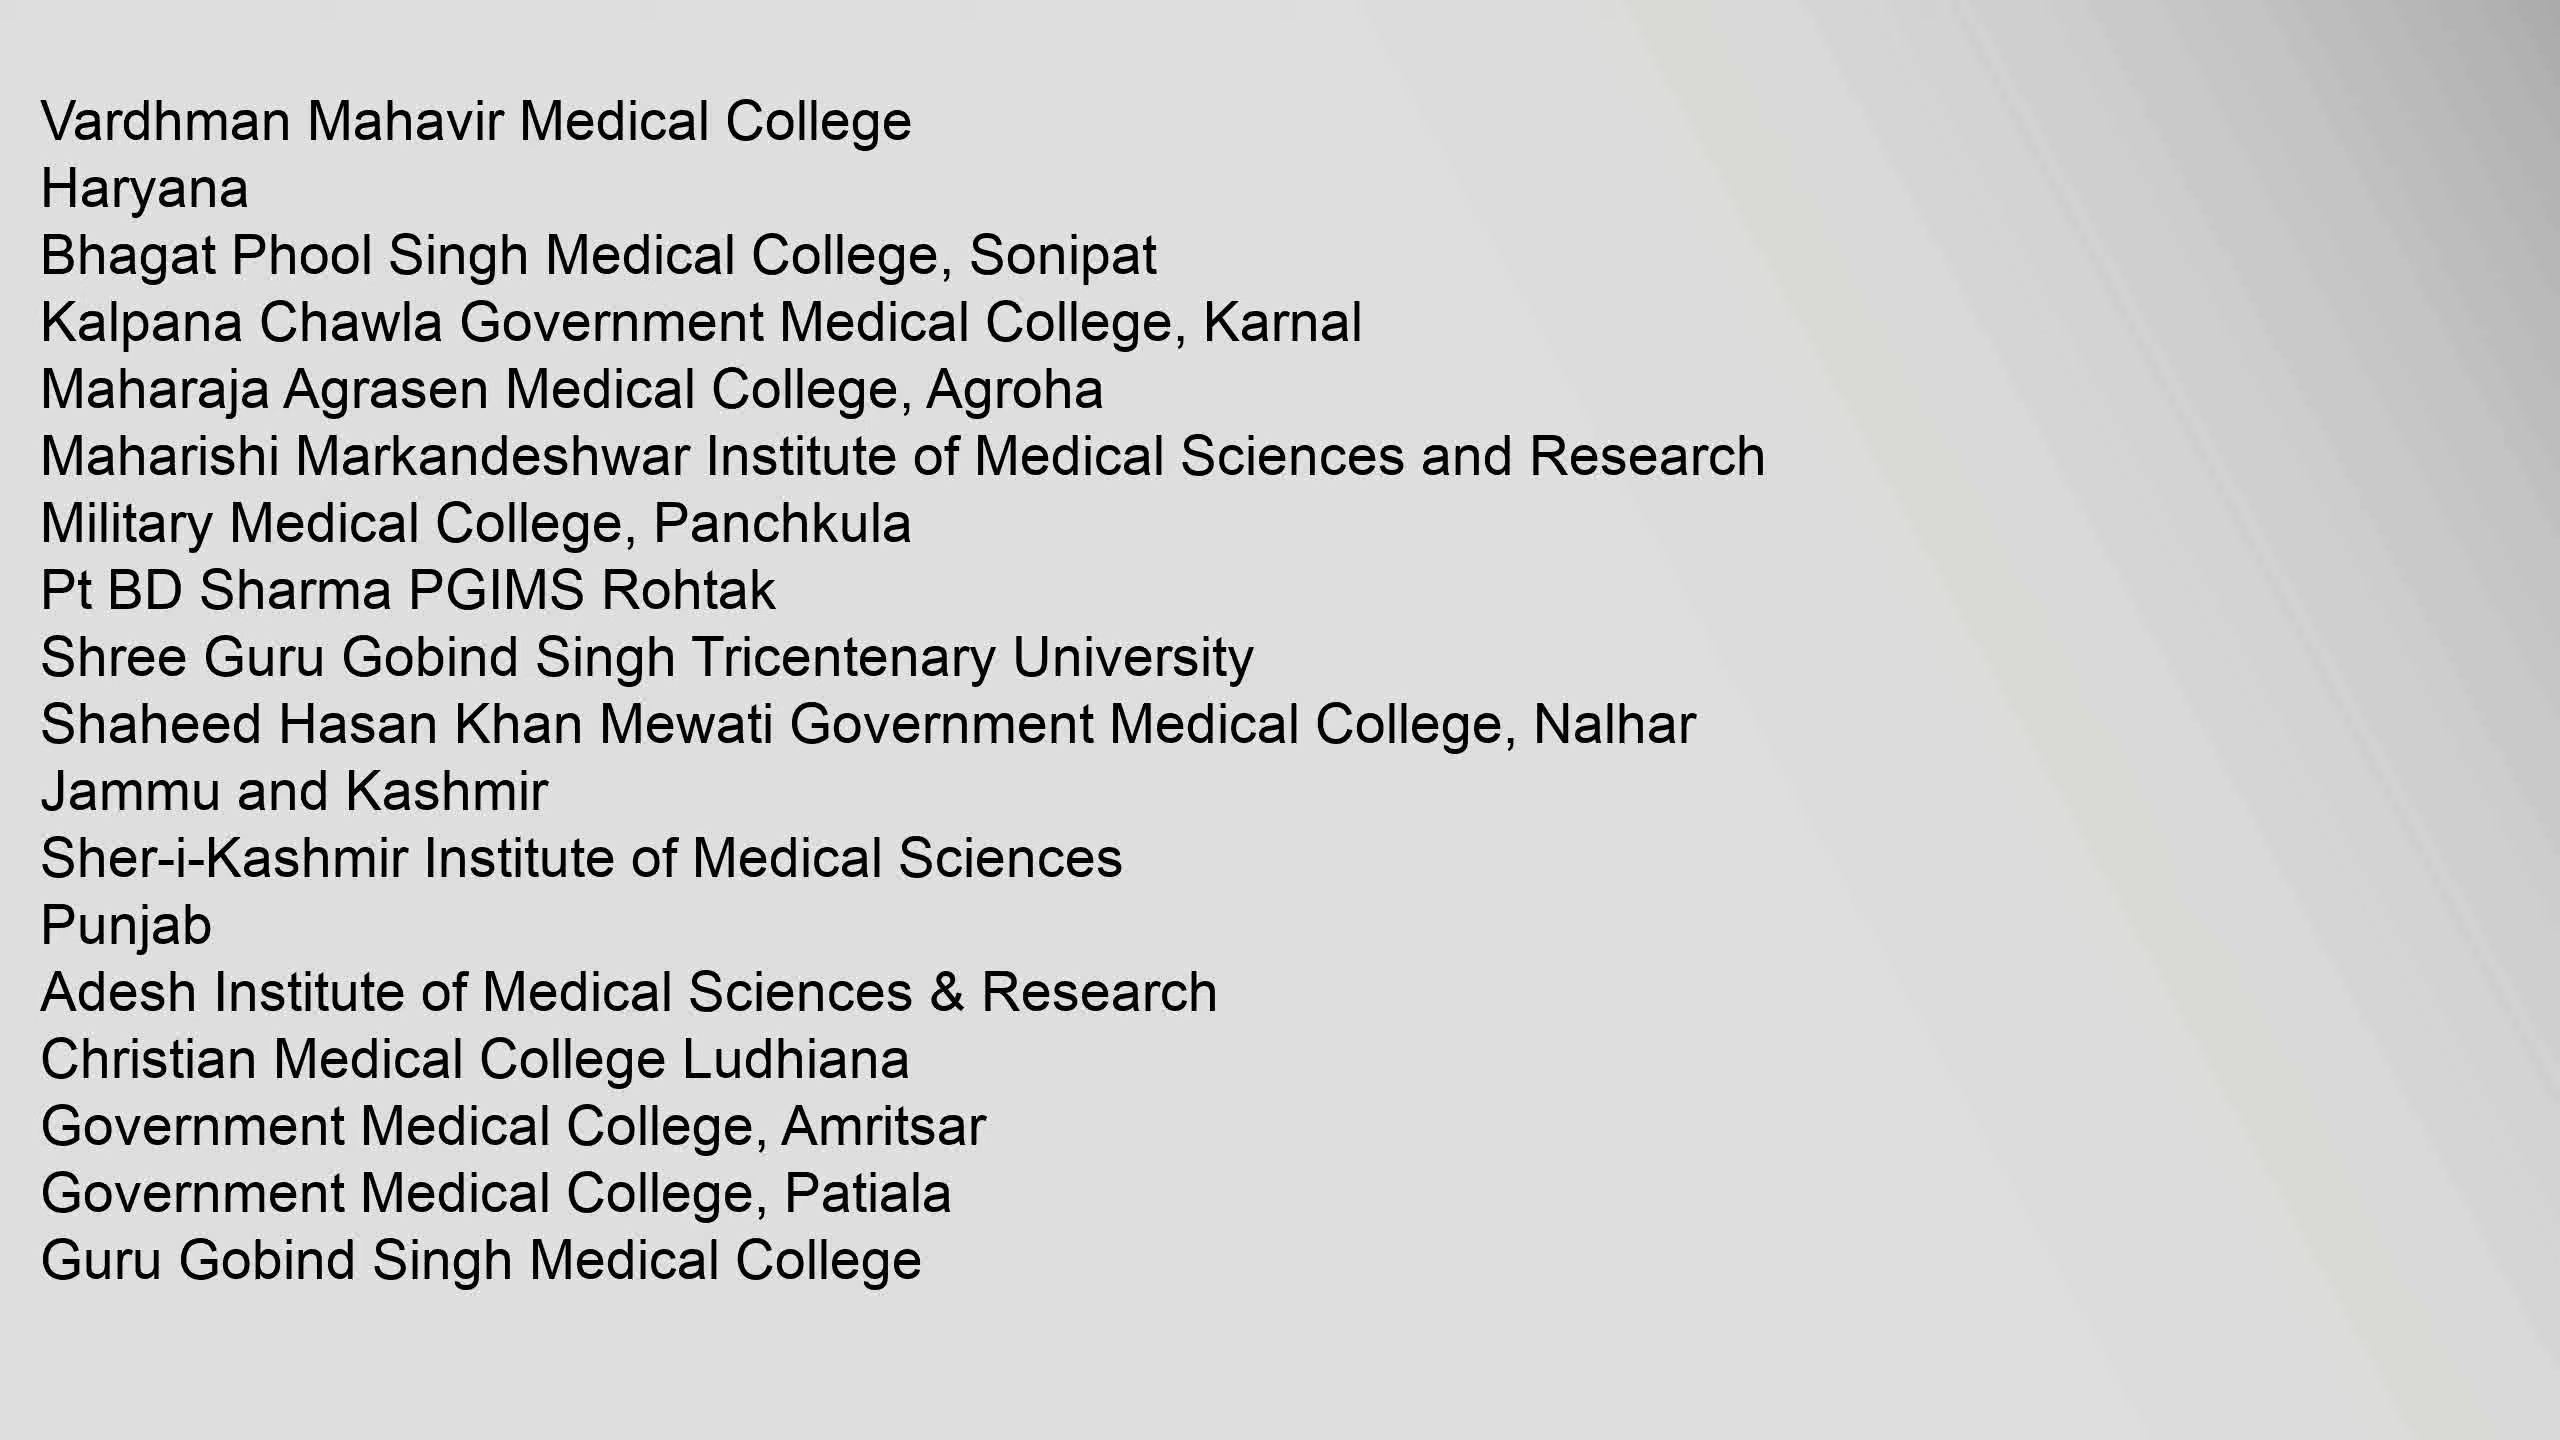 Vardhman Mahavir Medical College
Haryana
Bhagat Phool Singh Medical College, Sonipat
Kalpana Chawla Government Medical College, Karnal
Maharaja Agrasen Medical College, Agroha
Maharishi Markandeshwar Institute of Medical Sciences and Research
Military Medical College, Panchkula
Pt BD Sharma PGIMS Rohtak
Shree Guru Gobind Singh Tricentenary University
Shaheed Hasan Khan Mewati Government Medical College, Nalhar
Jammu and Kashmir
Sher-i-Kashmir Institute of Medical Sciences
Punjab
Adesh Institute of Medical Sciences & Research
Christian Medical College Ludhiana
Government Medical College, Amritsar
Government Medical College, Patiala
Guru Gobind Singh Medical College